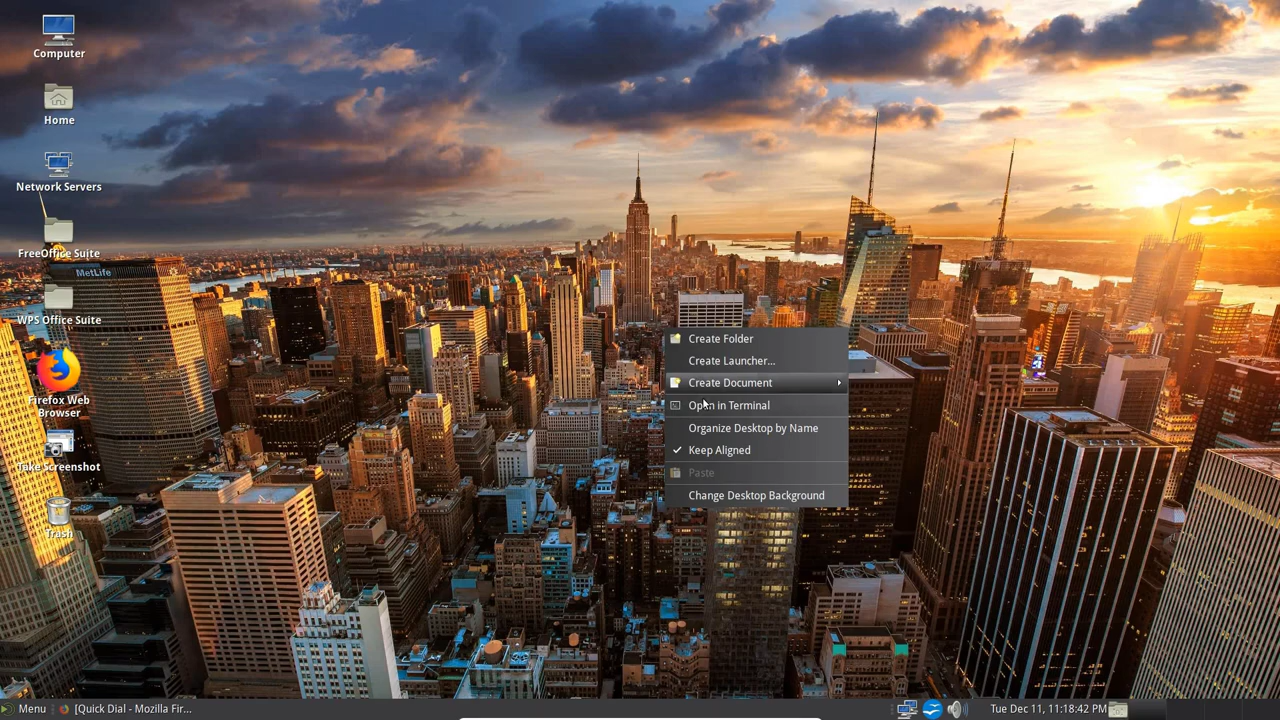 Computer
Home
Network Servers
FreeOffice Suite
MetLife
WPS Office Suite
Firefox Web
Browser
Take Screenshot
Trash
Create Folder
Create Launcher...
Create Document
Open in Terminal
Organize Desktop by Name
Keep Aligned
Paste
Change Desktop Background
Menu
[Quick Dial - Mozilla Fir...
Tue Dec 11, 11:18:42 PM